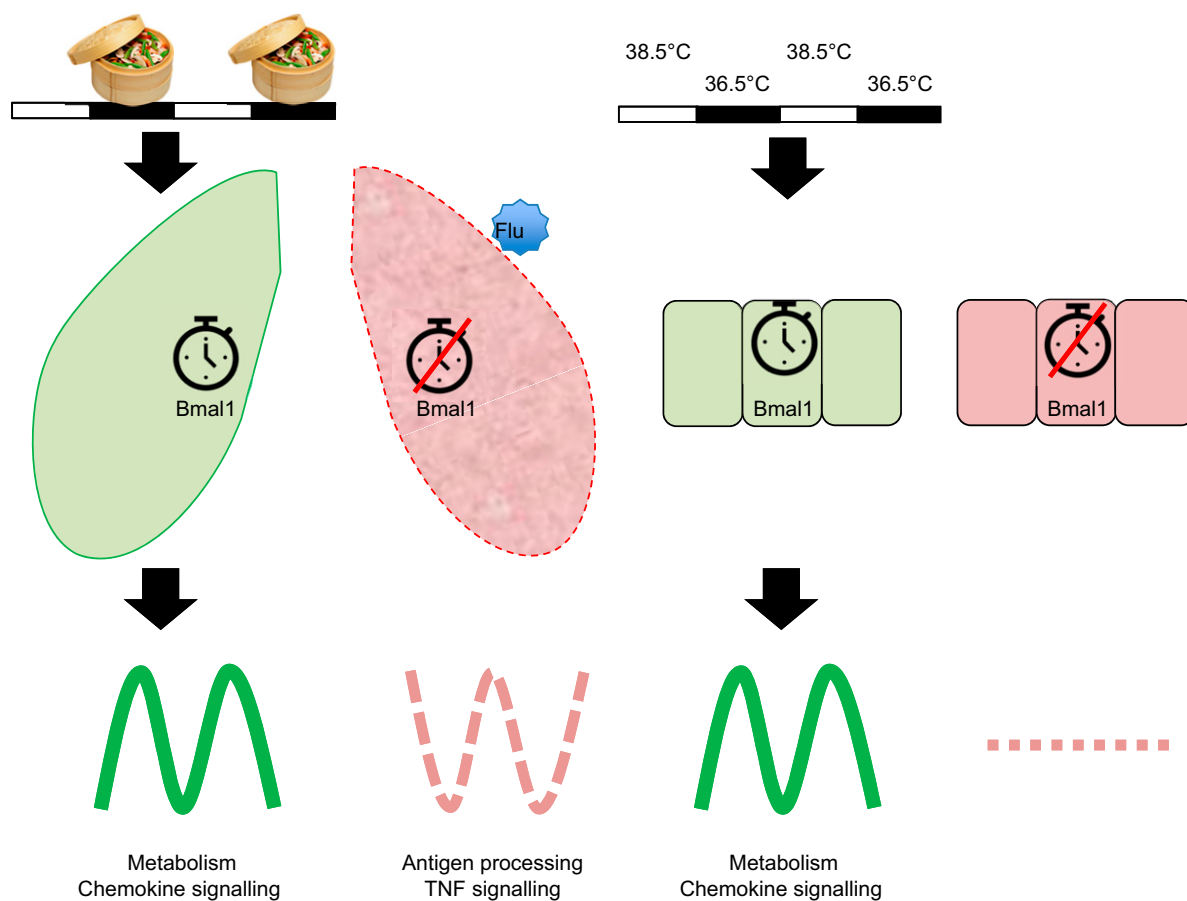 38.5°C
38.5°C
36.5°C
36.5°C
Flu
Bmal1
Bmal1
Bmal1
Bmal1
Metabolism
Chemokine signalling
Antigen processing
TNF signalling
Metabolism
Chemokine signalling